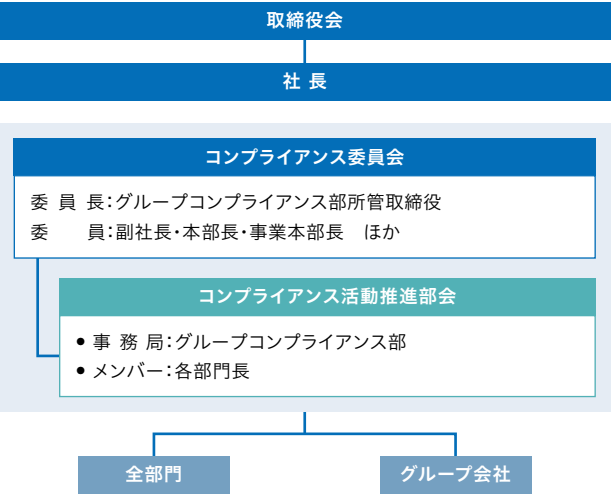 取締役会
社 長
コンプライアンス委員会
委 員 長:グループコンプライアンス部所管取締役
委　　員:副社長・本部長・事業本部長　ほか
コンプライアンス活動推進部会
● 事 務 局:グループコンプライアンス部
● メンバー:各部門長
全部門
グループ会社